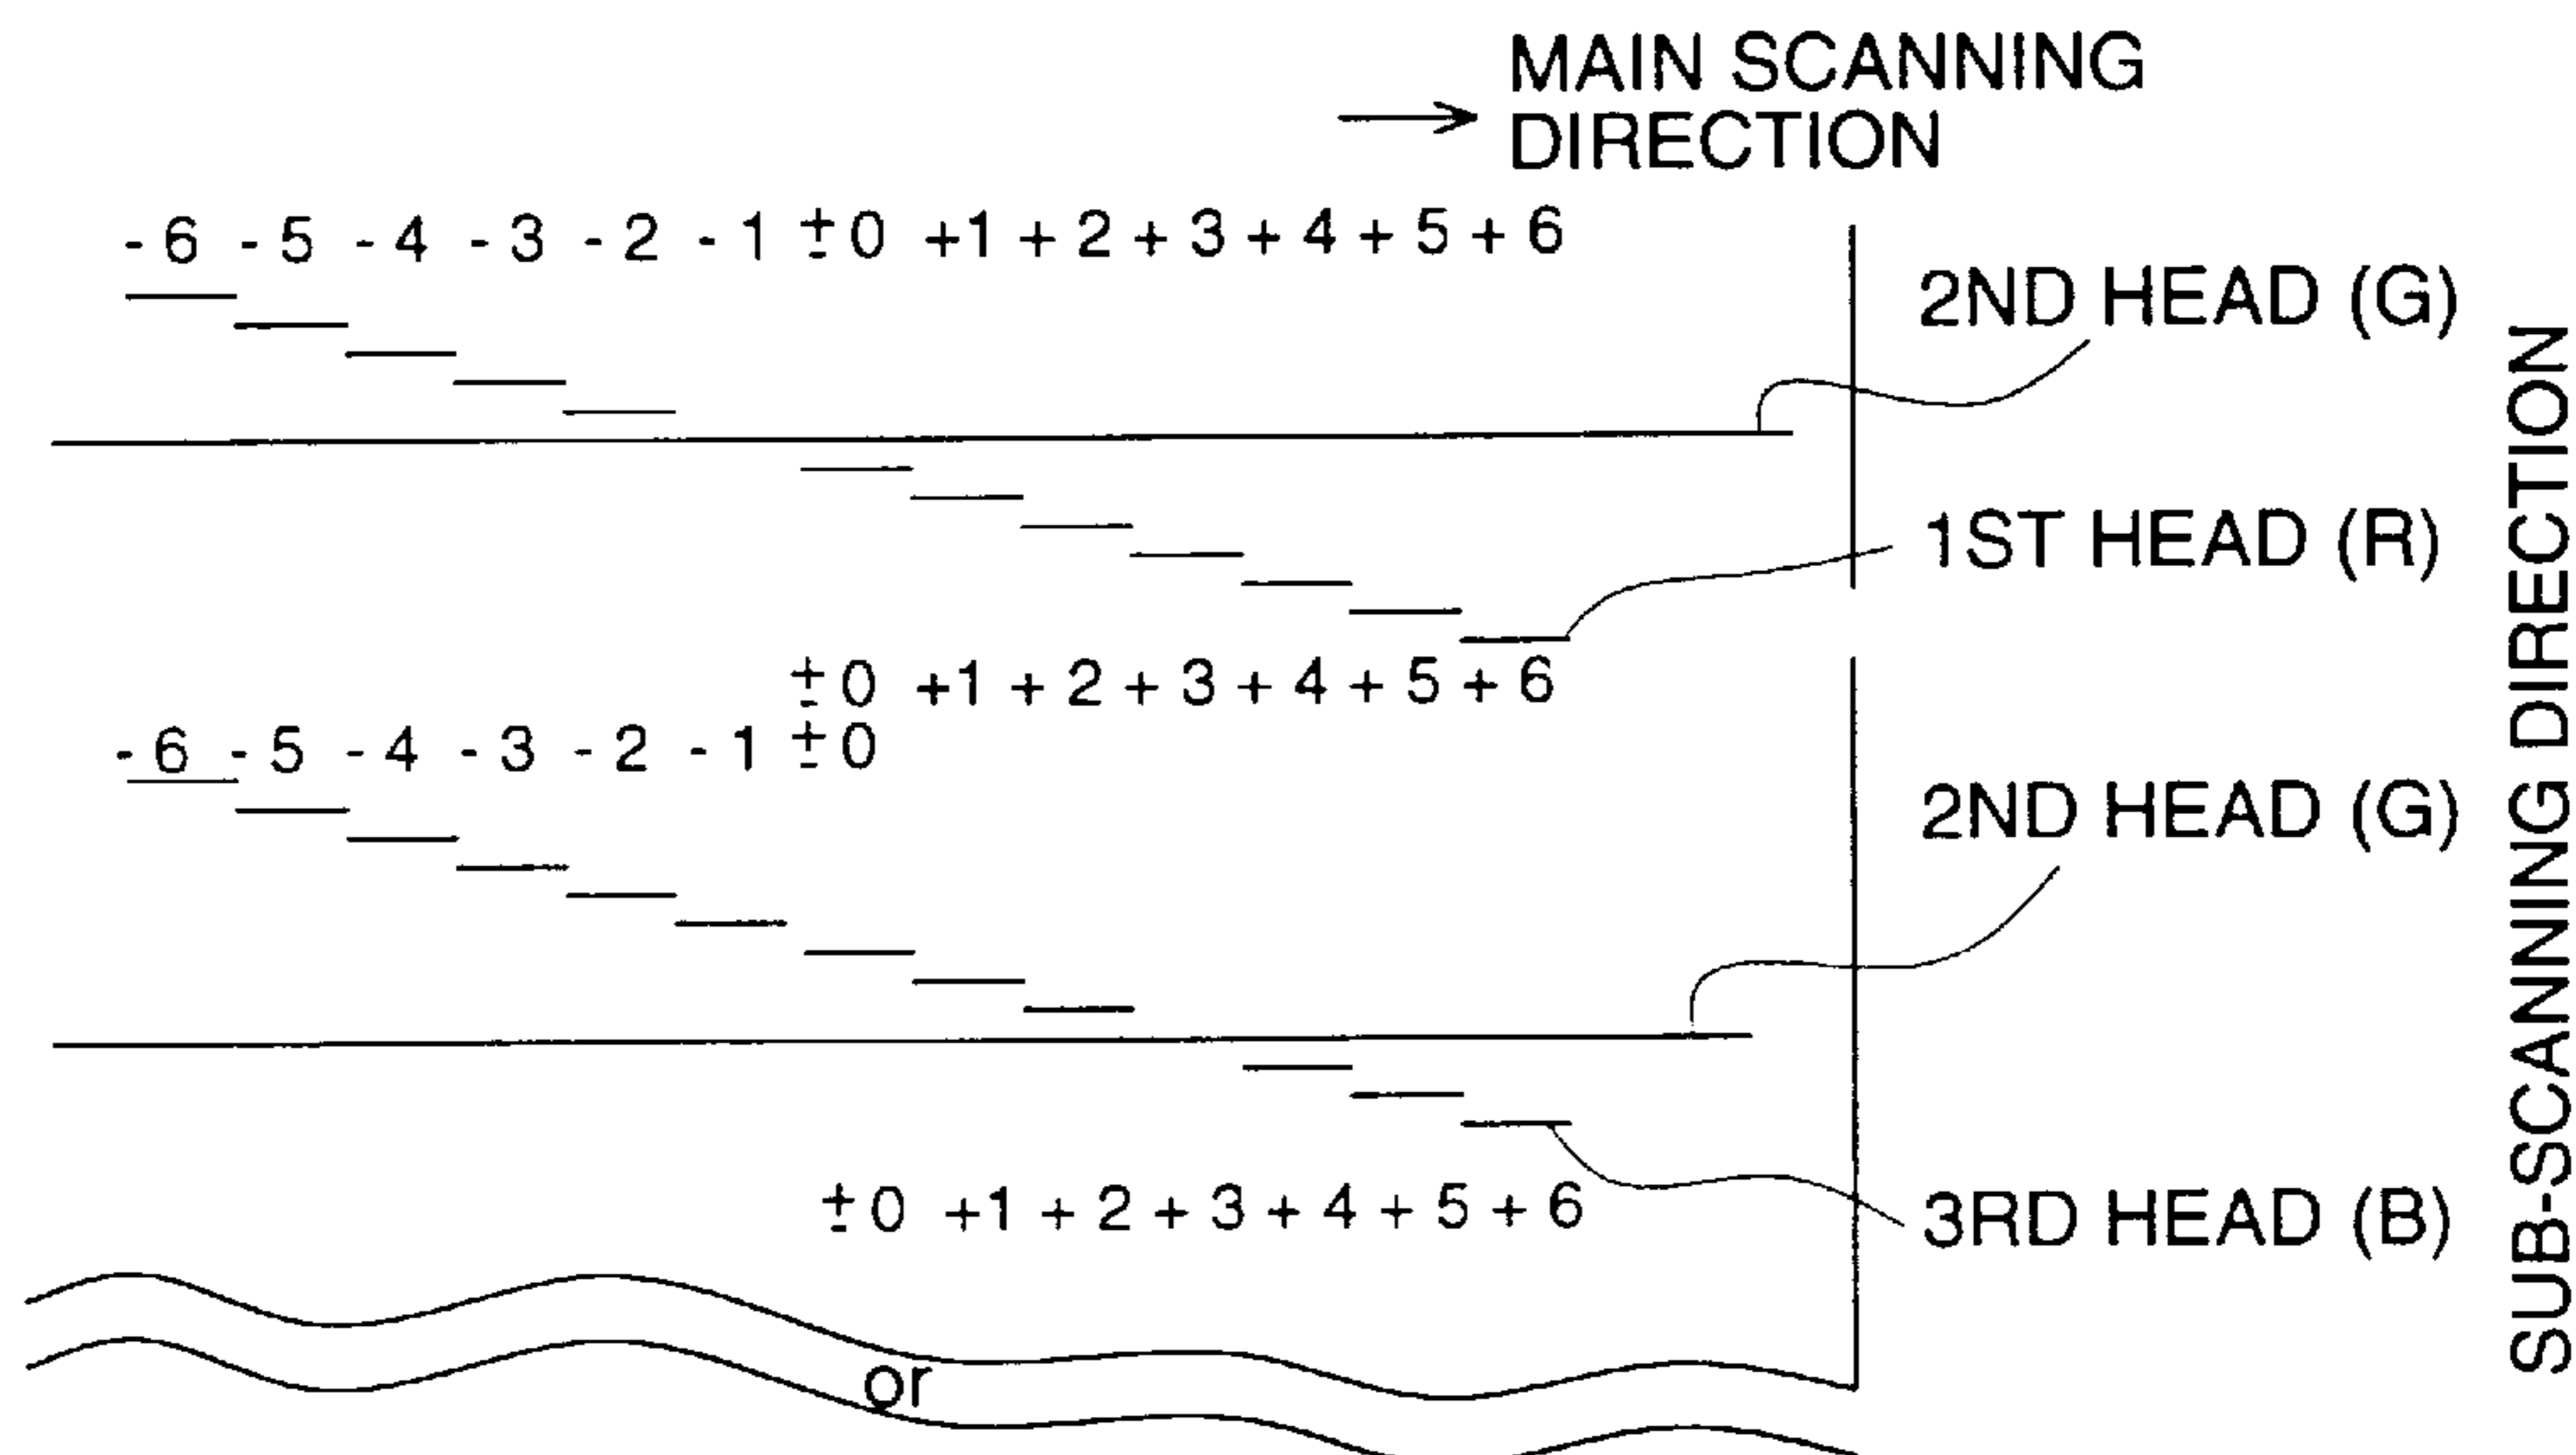 MAIN SCANNING
DIRECTION
- 6 - 5 - 4 - 3 - 2 - 1 ± 0 +1 + 2 + 3 + 4 + 5 + 6
2ND HEAD (G)
1ST HEAD (R)
± 0 +1 + 2 + 3 + 4 + 5 + 6
- 6 - 5 - 4 - 3 - 2 - 1 ± 0
2ND HEAD (G)
± 0 +1 + 2 + 3 + 4 + 5 + 6
3RD HEAD (B)
or
SUB-SCANNING DIRECTION